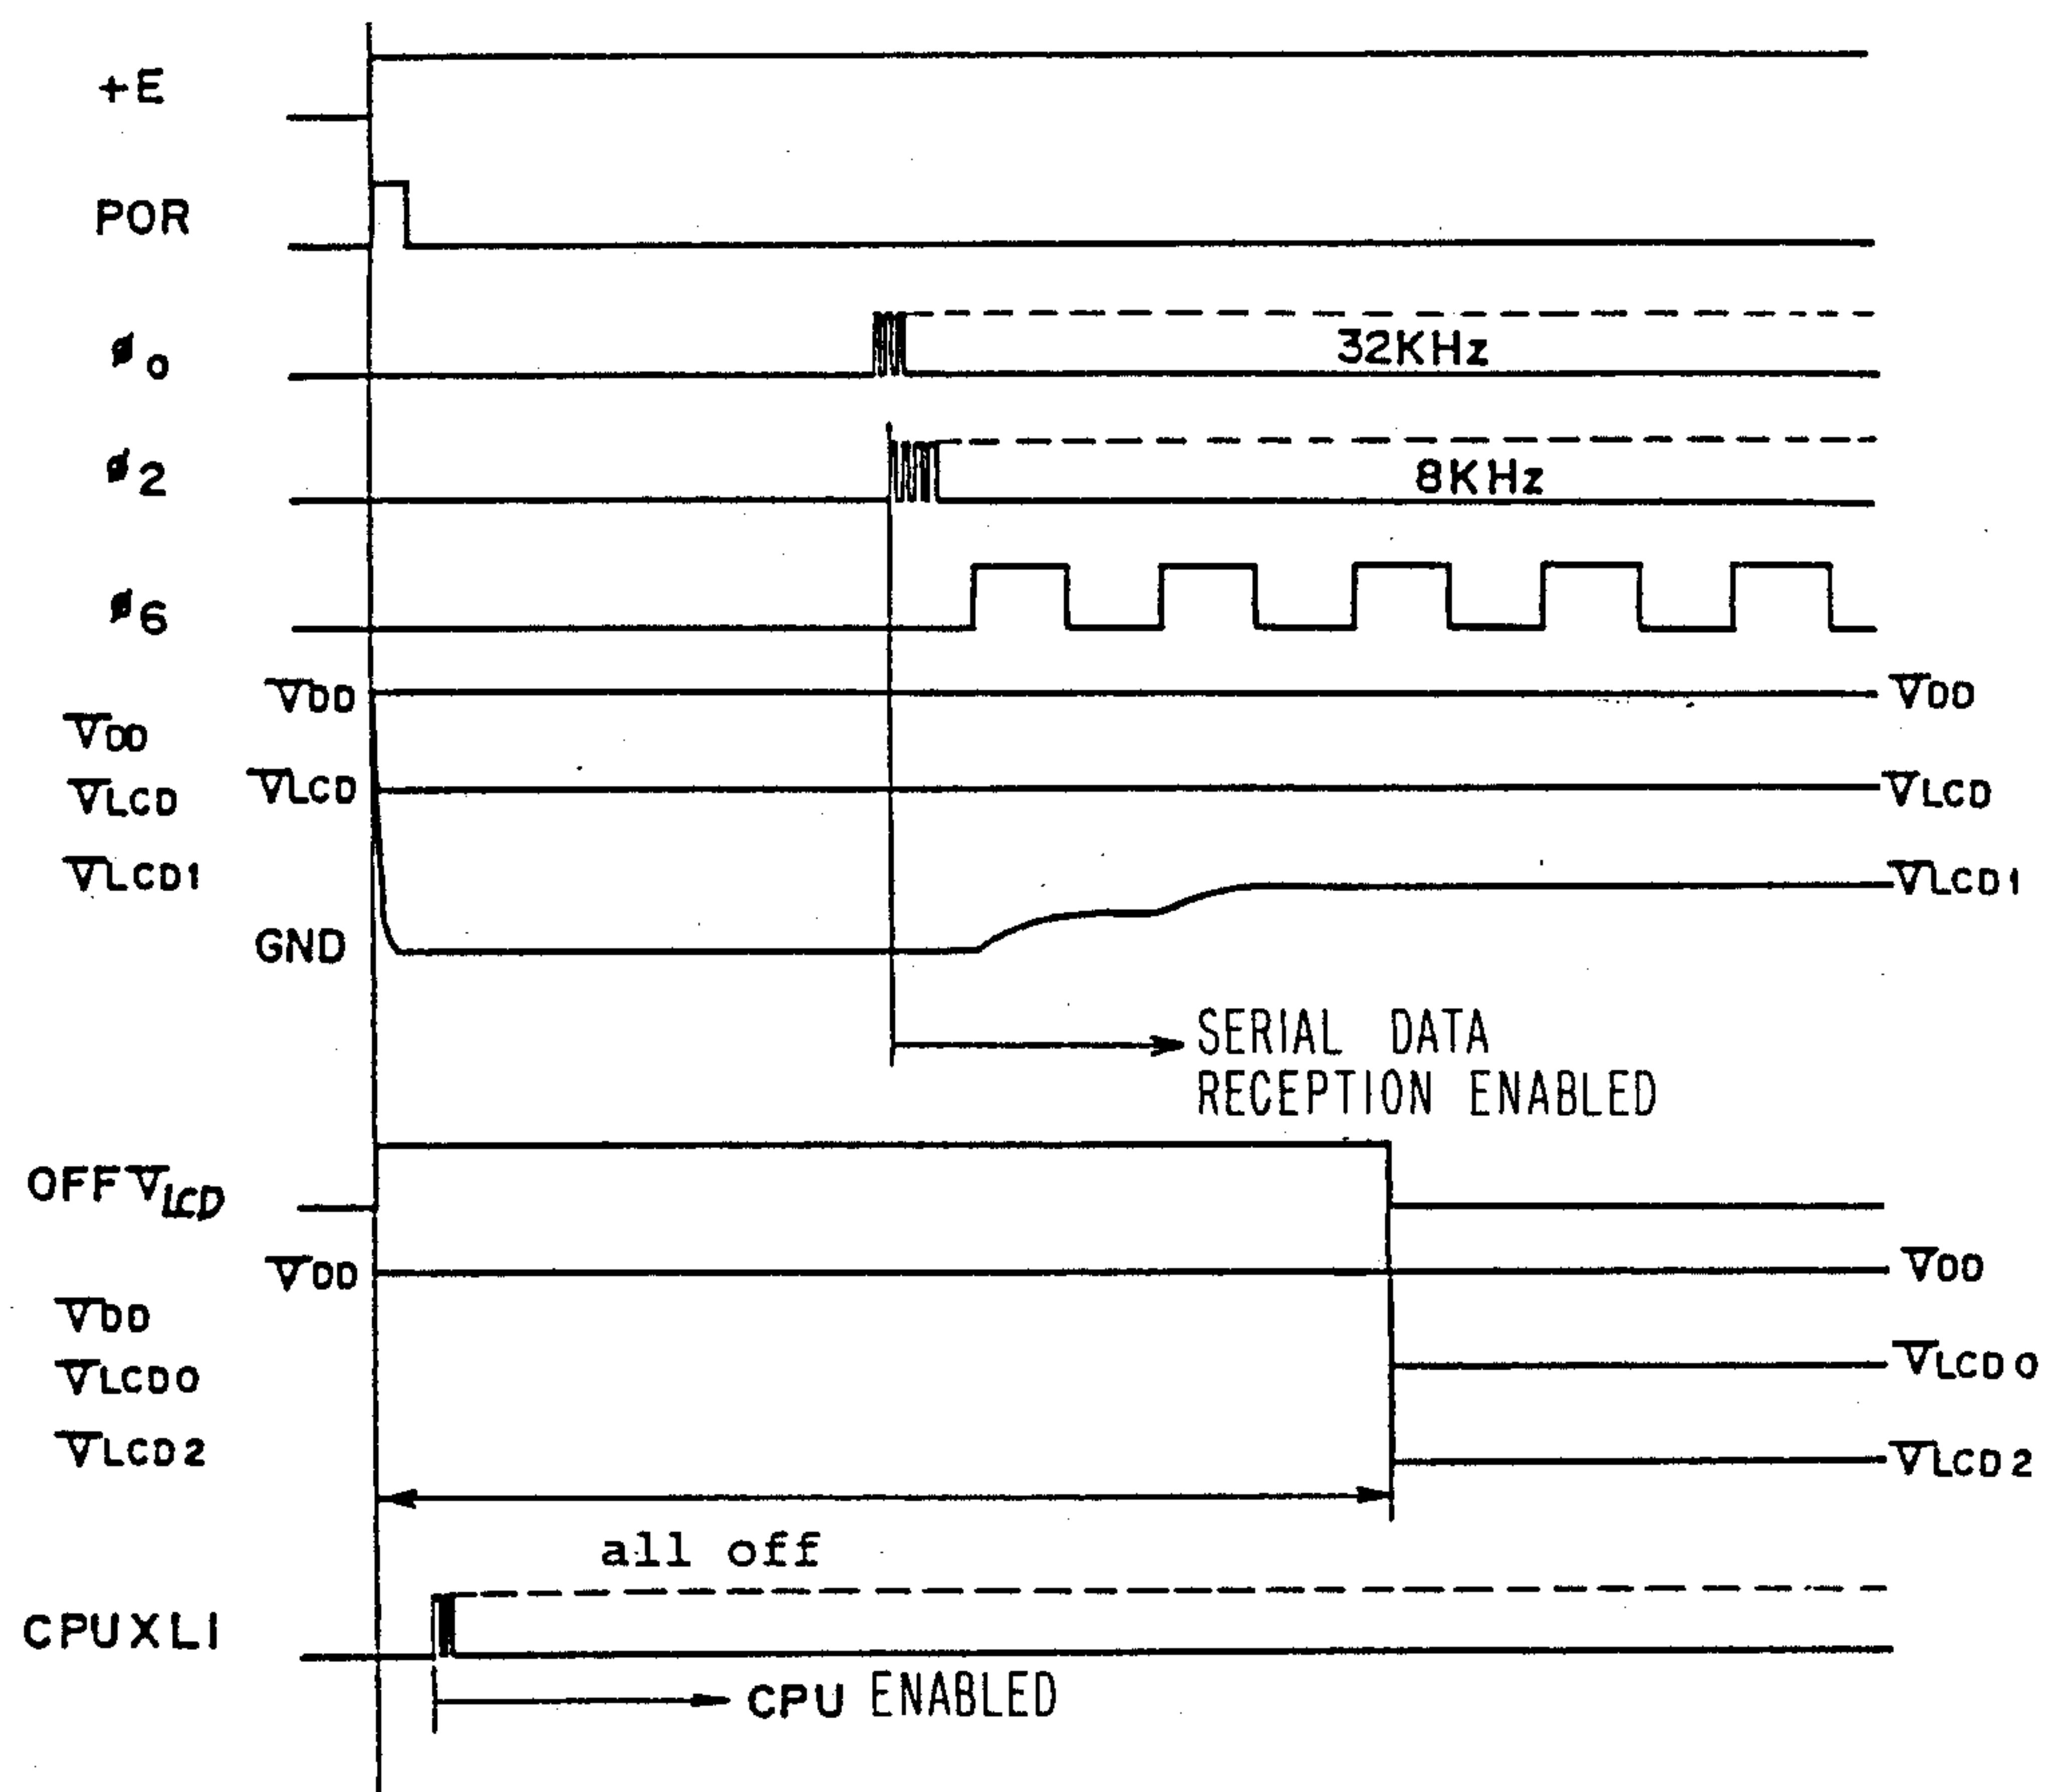 +E
POR
ø0
32KHz
ø2
8KHz
ø6
VDD VDD
VDD
VLCD VLCD VLCD
VLCD1 VLCD1
GND
SERIAL DATA
RECEPTION ENABLED
OFF VLCD
VDD VDD
VDD
VLCD0 VLCD0
VLCD2 VLCD2
all off
CPUXL1
CPU ENABLED